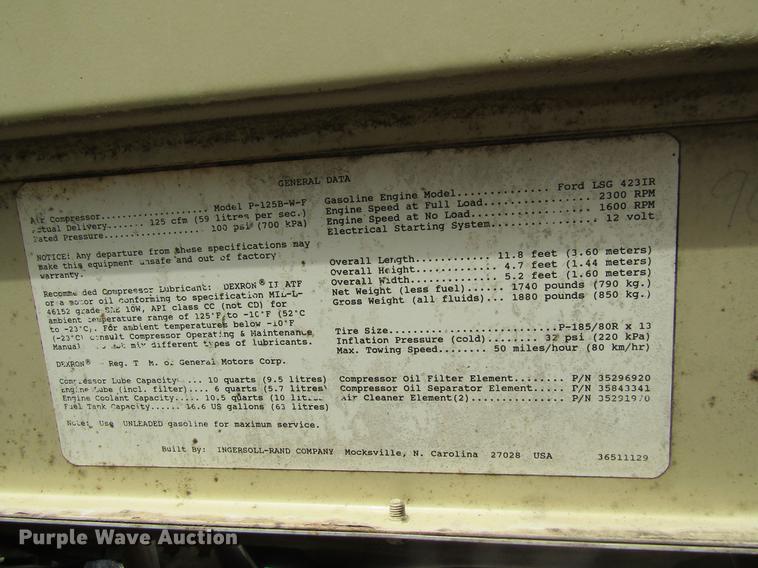 GENERAL DATA
Air Compressor................ Model P-125B-W-F
Actual Delivery....... 125 cfm (59 litres per sec.)
Rated Pressure.............. 100 psi (700 kPa)
NOTICE: Any departure from these specifications may
make this equipment unsafe and out of factory
warranty.
Recommended Compressor Lubricant: DEXRON® II ATF
or a motor oil conforming to specification MIL-L-
46152 grade SAE 10W, API class CC (not CD) for
ambient temperature range of 125°F to -10°F (52°C
to -23°C). For ambient temperatures below -10°F
(-23°C) consult Compressor Operating & Maintenance
Manual. not mix different types of lubricants.
DEXRON® - Reg. T. M. of General Motors Corp.
Compressor Lube Capacity... 10 quarts (9.5 litres)
Engine Lube (incl. filter).... 6 quarts (5.7 litres)
Engine Coolant Capacity..... 10.5 quarts (10 litres
Fuel Tank Capacity..... 16.6 US gallons (63 litres)
Note: Use UNLEADED gasoline for maximum service.
Gasoline Engine Model............... Ford LSG 423IR
Engine Speed at Full Load................. 2300 RPM
Engine Speed at No Load................... 1600 RPM
Electrical Starting System................. 12 volt
Overall Length........... 11.8 feet (3.60 meters)
Overall Height............ 4.7 feet (1.44 meters)
Overall Width............. 5.2 feet (1.60 meters)
Net Weight (less fuel)...... 1740 pounds (790 kg.)
Gross Weight (all fluids)... 1880 pounds (850 kg.)
Tire Size.........................P-185/80R x 13
Inflation Pressure (cold)....... 32 psi (220 kPa)
Max. Towing Speed....... 50 miles/hour (80 km/hr)
Compressor Oil Filter Element........ P/N 35296920
Compressor Oil Separator Element..... P/N 35843341
Air Cleaner Element(2)............... P/N 35291970
Built By: INGERSOLL-RAND COMPANY Mocksville, N. Carolina 27028 USA 36511129
Purple Wave Auction